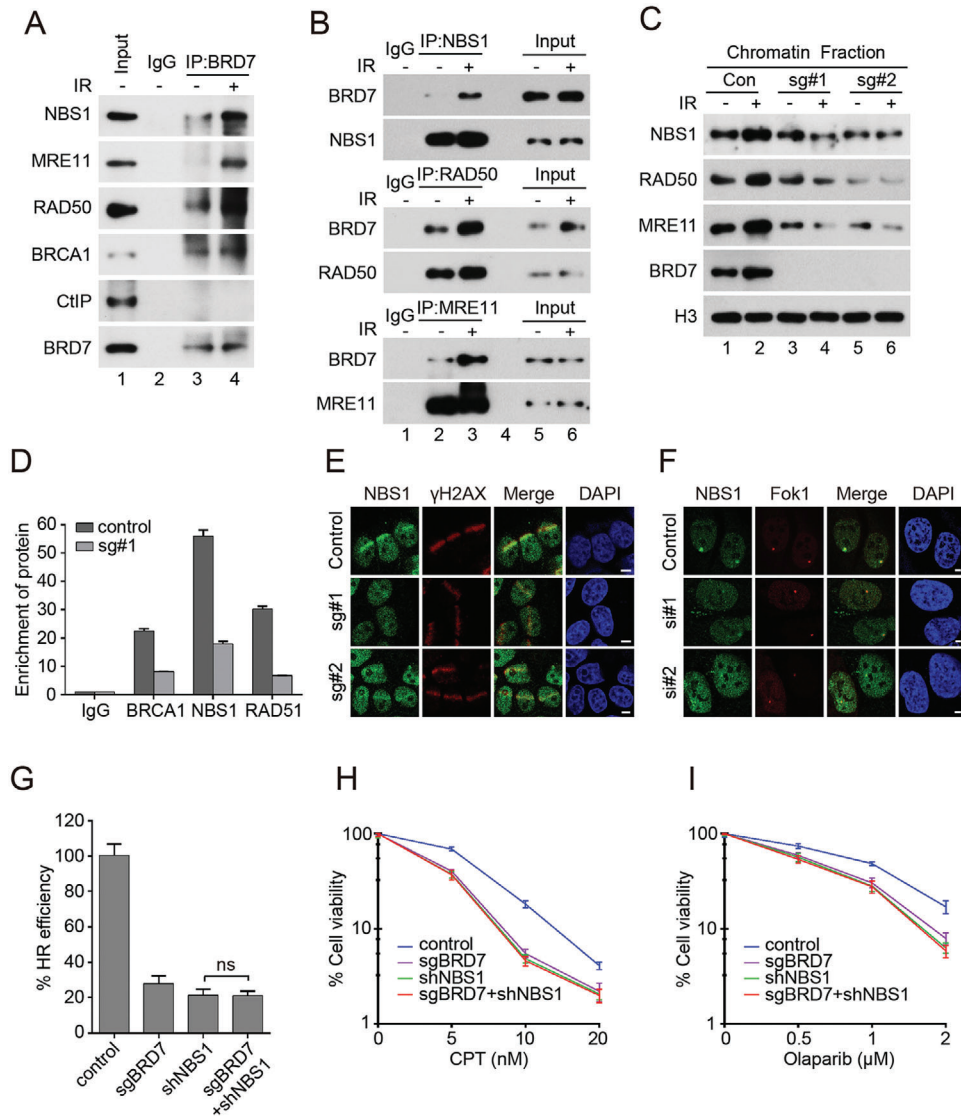 A
Input
IgG
IP:BRD7
IR - - - +
NBS1
MRE11
RAD50
BRCA1
CtIP
BRD7
1 2 3 4
B
IgG IP:NBS1 Input
IR - - + - +
BRD7
NBS1
IgG IP:RAD50 Input
IR - - + - +
BRD7
RAD50
IgG IP:MRE11 Input
IR - - + - +
BRD7
MRE11
1 2 3 4 5 6
C
Chromatin Fraction
Con sg#1 sg#2
IR - + - + - +
NBS1
RAD50
MRE11
BRD7
H3
1 2 3 4 5 6
D
Enrichment of protein
60
50
40
30
20
10
0
control
sg#1
IgG BRCA1 NBS1 RAD51
E
NBS1 γH2AX Merge DAPI
Control
sg#1
sg#2
F
NBS1 Fok1 Merge DAPI
Control
si#1
si#2
G
% HR efficiency
120
100
80
60
40
20
0
ns
control
sgBRD7
shNBS1
sgBRD7
+shNBS1
H
% Cell viability
100
10
1
control
sgBRD7
shNBS1
sgBRD7+shNBS1
0 5 10 20
CPT (nM)
I
% Cell viability
100
10
1
control
sgBRD7
shNBS1
sgBRD7+shNBS1
0 0.5 1 2
Olaparib (μM)